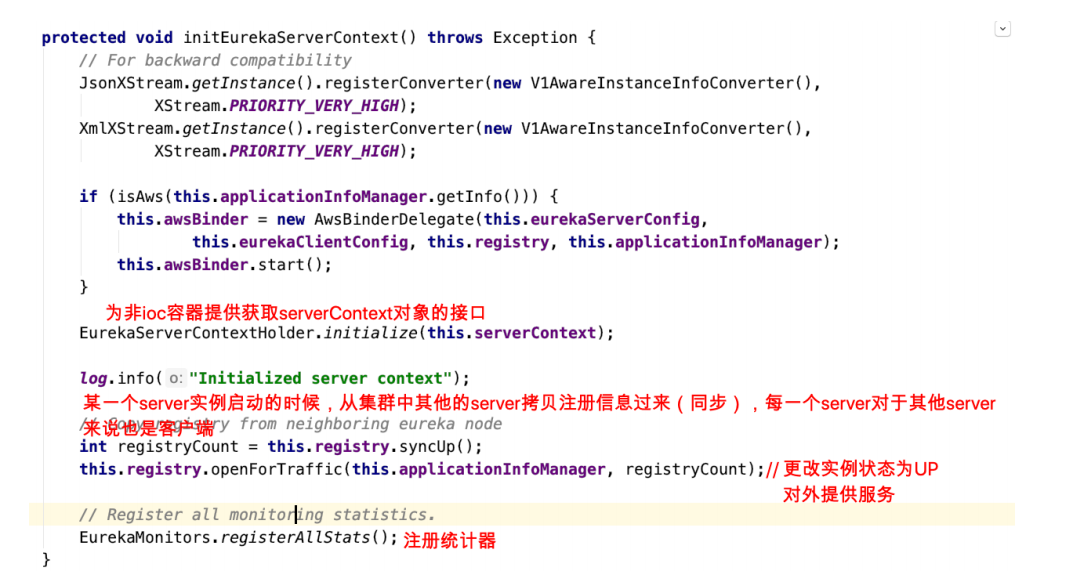 protected void initEurekaServerContext() throws Exception {
// For backward compatibility
JsonXStream.getInstance().registerConverter(new V1AwareInstanceInfoConverter(),
XStream.PRIORITY_VERY_HIGH);
XmlXStream.getInstance().registerConverter(new V1AwareInstanceInfoConverter(),
XStream.PRIORITY_VERY_HIGH);
if (isAws(this.applicationInfoManager.getInfo())) {
this.awsBinder = new AwsBinderDelegate(this.eurekaServerConfig,
this.eurekaClientConfig, this.registry, this.applicationInfoManager);
this.awsBinder.start();
}
为非ioc容器提供获取serverContext对象的接口
EurekaServerContextHolder.initialize(this.serverContext);
log.info( o: "Initialized server context");
某一个server实例启动的时候，从集群中其他的server拷贝注册信息过来（同步），每一个server对于其他server
来说也是客户端
// Copy registry from neighboring eureka node
int registryCount = this.registry.syncUp();
this.registry.openForTraffic(this.applicationInfoManager, registryCount);// 更改实例状态为UP
对外提供服务
// Register all monitoring statistics.
EurekaMonitors.registerAllStats(); 注册统计器
}